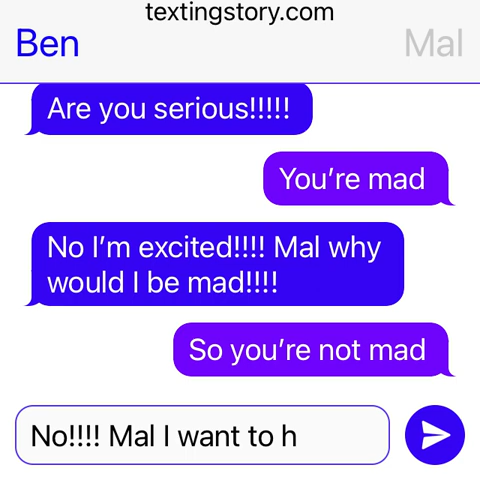 textingstory.com
Ben
Mal
Are you serious!!!!!
You’re mad
No I’m excited!!!! Mal why
would I be mad!!!!
So you’re not mad
No!!!! Mal I want to h